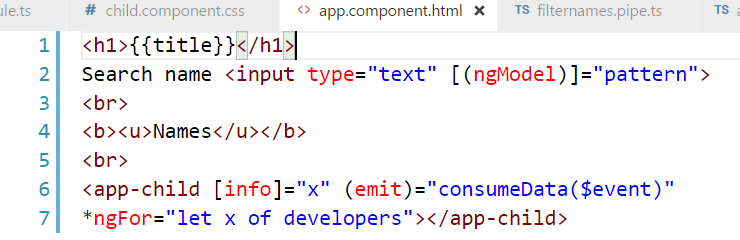 ule.ts # child.component.css <> app.component.html × TS filternames.pipe.ts TS a
1 <h1>{{title}}</h1>
2 Search name <input type="text" [(ngModel)]="pattern">
3 <br>
4 <b><u>Names</u></b>
5 <br>
6 <app-child [info]="x" (emit)="consumeData($event)"
7 *ngFor="let x of developers"></app-child>